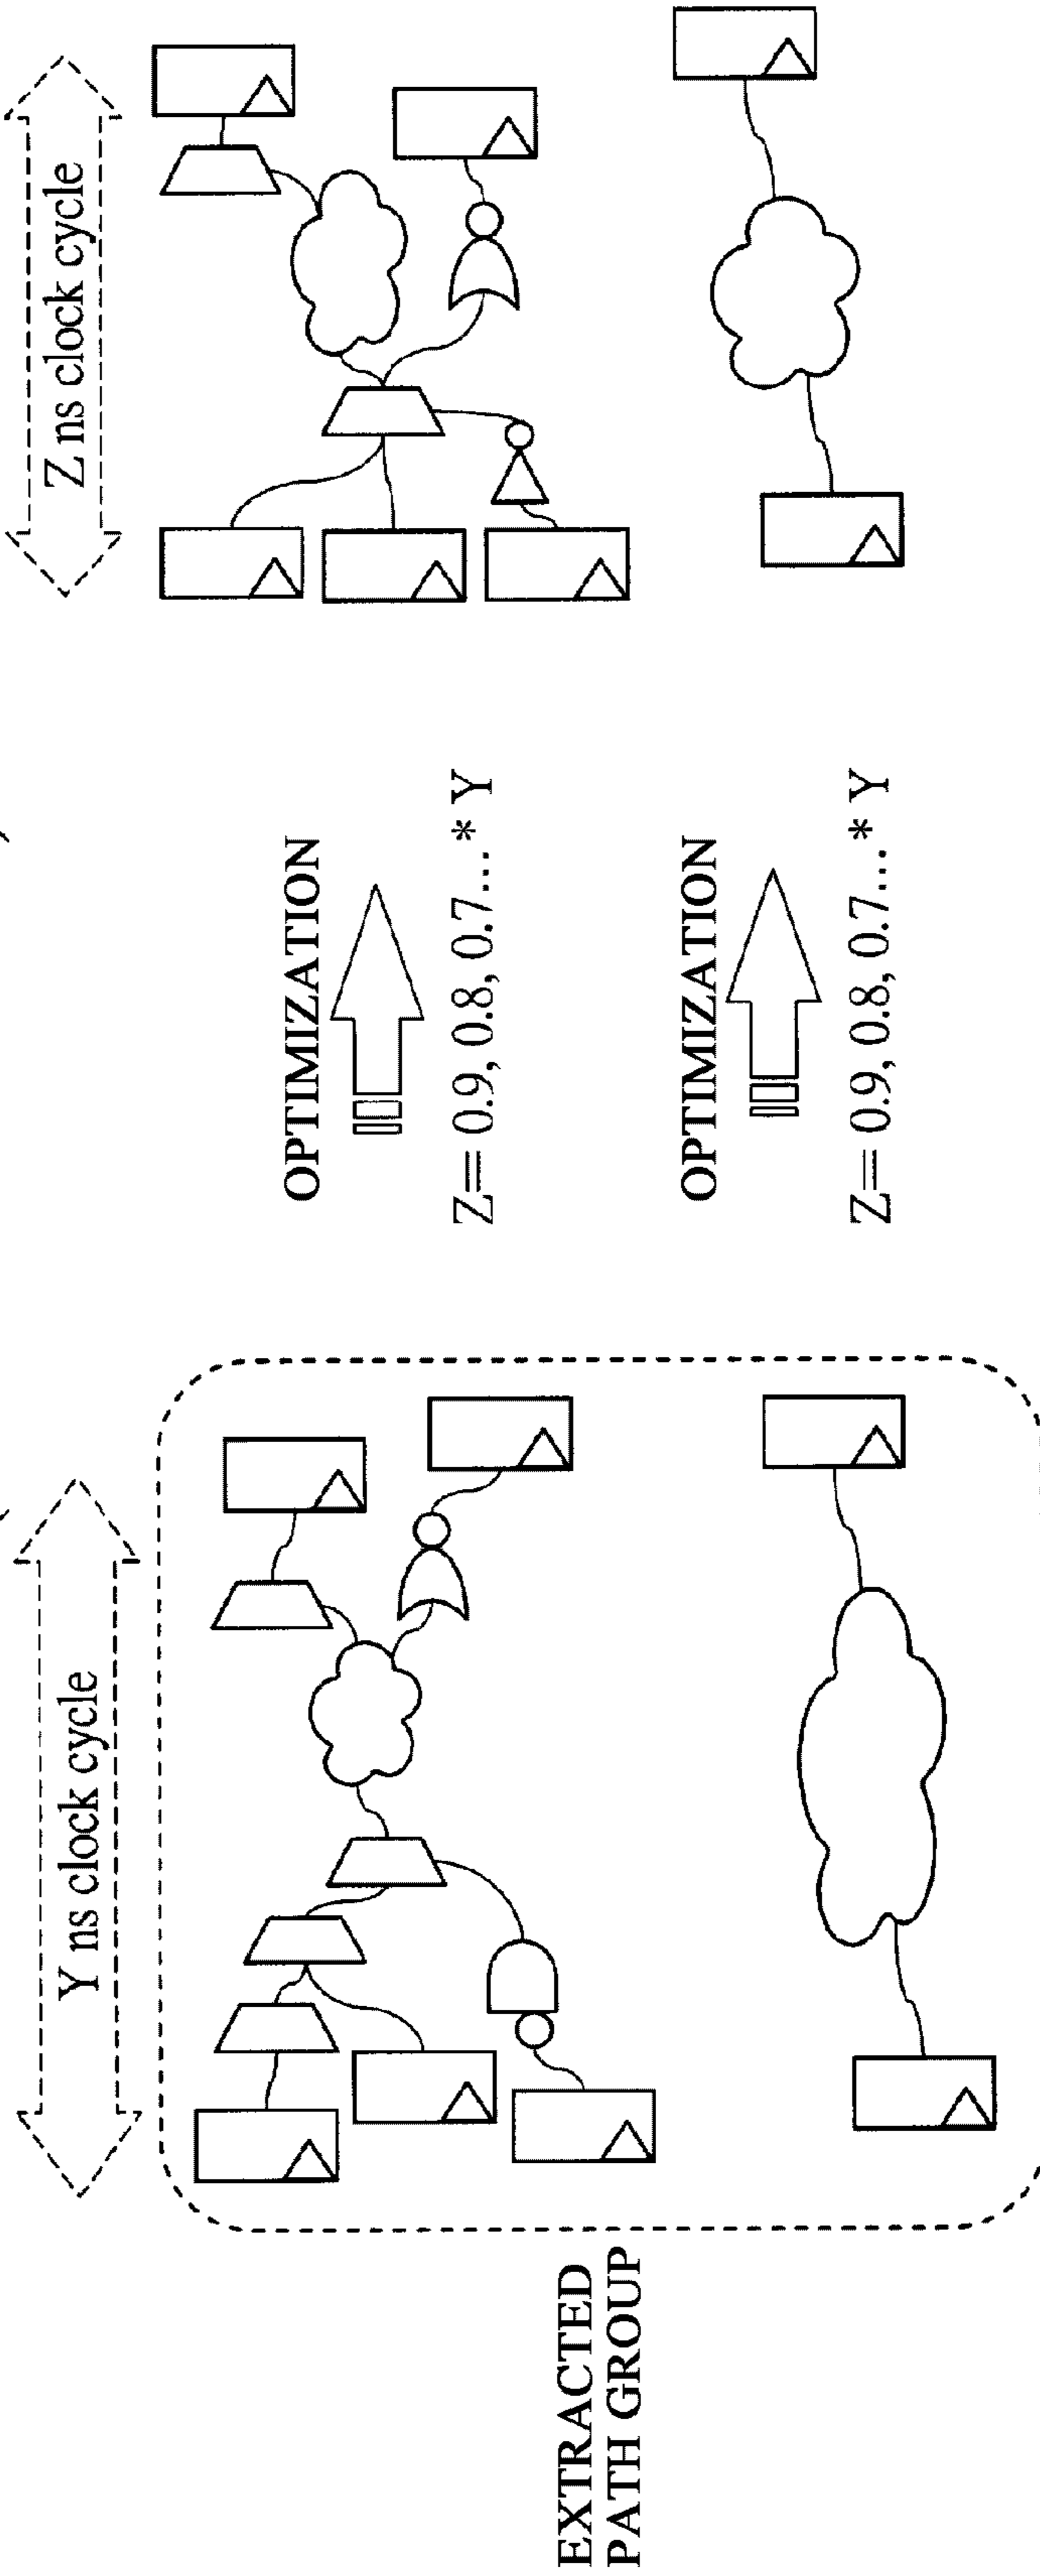 Y ns clock cycle
Z ns clock cycle
OPTIMIZATION
Z= 0.9, 0.8, 0.7... * Y
OPTIMIZATION
Z= 0.9, 0.8, 0.7... * Y
EXTRACTED
PATH GROUP